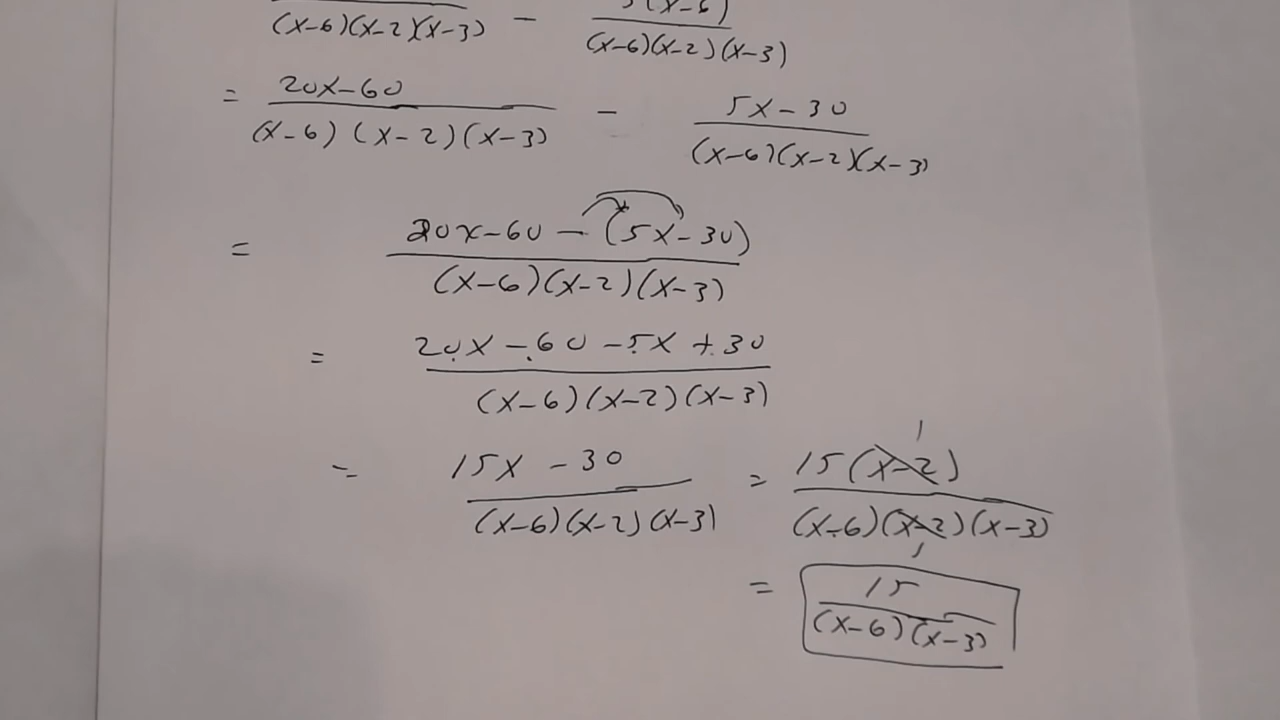 (x-6)(x-2)(x-3) - 5(x-6)/(x-6)(x-2)(x-3)
= 20x-60/(x-6)(x-2)(x-3) - 5x-30/(x-6)(x-2)(x-3)
= 20x-60-(5x-30)/(x-6)(x-2)(x-3)
= 20x-60-5x+30/(x-6)(x-2)(x-3)
= 15x-30/(x-6)(x-2)(x-3) = 15(x-2)/(x-6)(x-2)(x-3) 1 1
= 15/(x-6)(x-3)